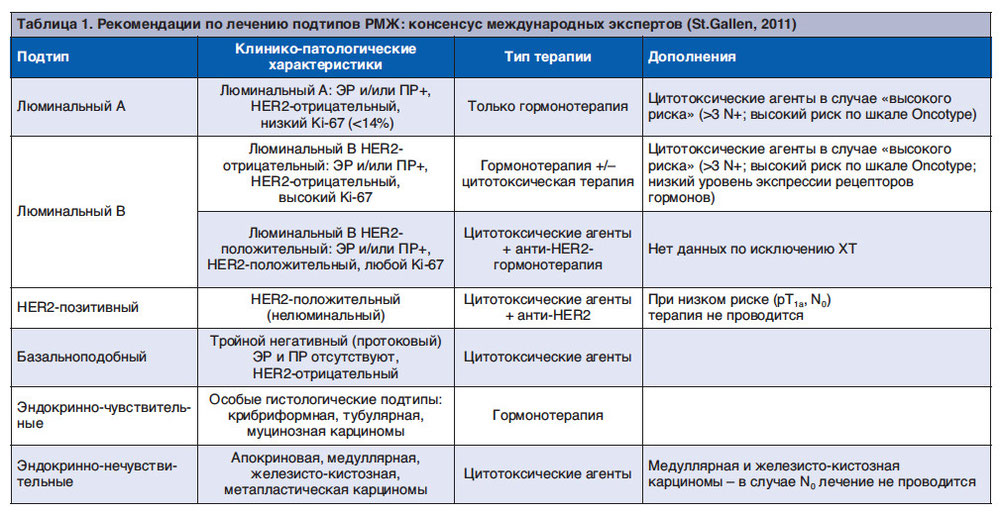 Таблица 1. Рекомендации по лечению подтипов РМЖ: консенсус международных экспертов (St.Gallen, 2011)
Подтип
Клинико-патологические
характеристики
Тип терапии
Дополнения
Люминальный А
Люминальный А: ЭР и/или ПР+,
HER2-отрицательный,
низкий Ki-67 (<14%)
Только гормонотерапия
Цитотоксические агенты в случае «высокого
риска» (>3 N+; высокий риск по шкале Oncotype)
Люминальный В
Люминальный В HER2-
отрицательный: ЭР и/или ПР+,
HER2-отрицательный,
высокий Ki-67
Гормонотерапия +/–
цитотоксическая терапия
Цитотоксические агенты в случае «высокого
риска» (>3 N+; высокий риск по шкале Oncotype;
низкий уровень экспрессии рецепторов
гормонов)
Люминальный В HER2-
положительный: ЭР и/или ПР+,
HER2-положительный, любой Ki-67
Цитотоксические агенты
+ анти-HER2-
гормонотерапия
Нет данных по исключению ХТ
HER2-позитивный
HER2-положительный
(нелюминальный)
Цитотоксические агенты
+ анти-HER2
При низком риске (pT1a, N0)
терапия не проводится
Базальноподобный
Тройной негативный (протоковый)
ЭР и ПР отсутствуют,
HER2-отрицательный
Цитотоксические агенты
Эндокринно-чувствитель-
ные
Особые гистологические подтипы:
крибриформная, тубулярная,
муцинозная карциномы
Гормонотерапия
Эндокринно-нечувстви-
тельные
Апокриновая, медуллярная,
железисто-кистозная,
метапластическая карциномы
Цитотоксические агенты
Медуллярная и железисто-кистозная
карциномы – в случае N0 лечение не проводится